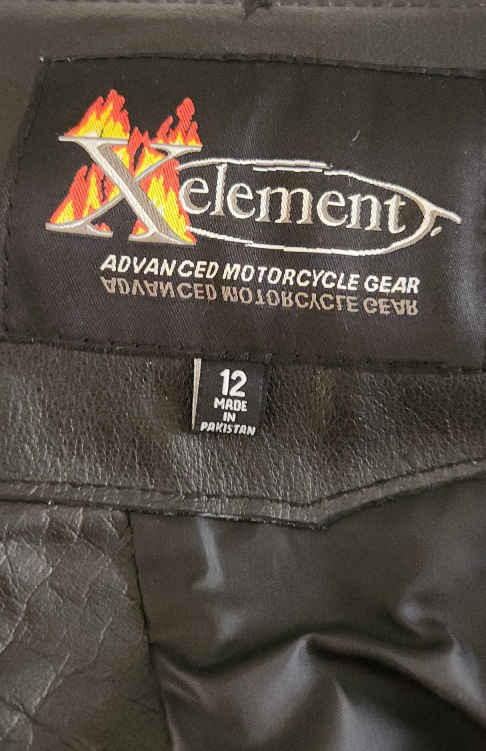 Xelement
ADVANCED MOTORCYCLE GEAR
ADVANCED MOTORCYCLE GEAR
12
MADE
IN
PAKISTAN